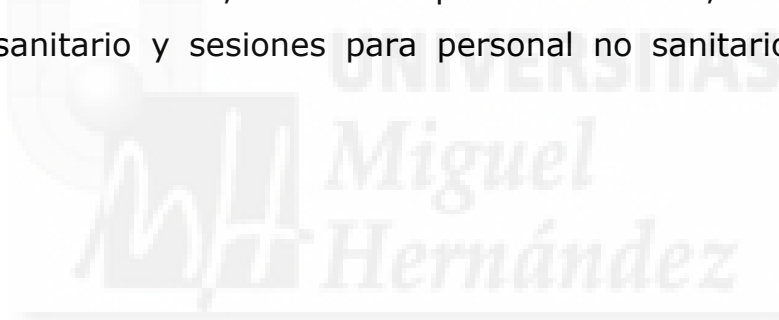 sanitario y sesiones para personal no sanitario
UNIVERSITAS
Miguel
Hernández